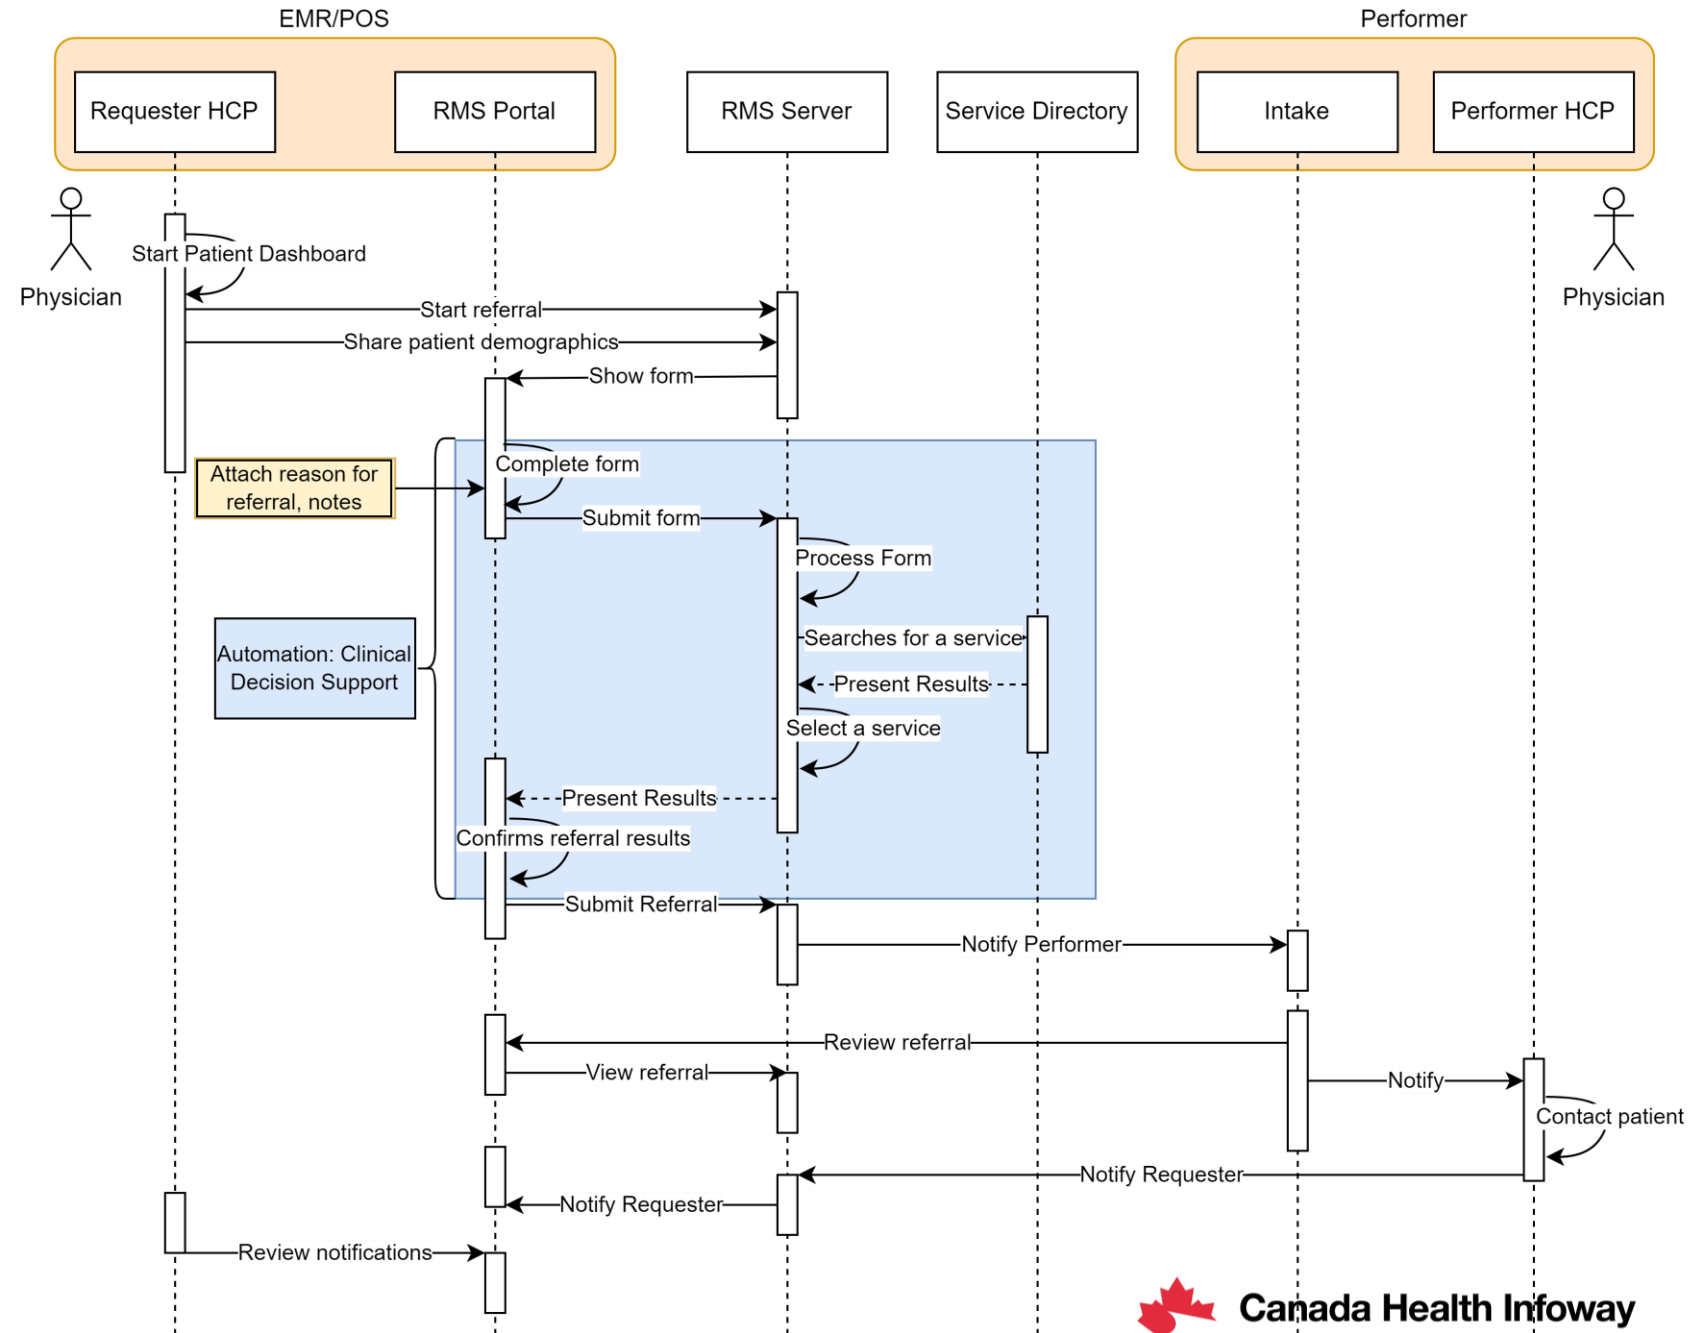 EMR/POS
Performer
Requester HCP
RMS Portal
RMS Server
Service Directory
Intake
Performer HCP
Physician
Physician
Start Patient Dashboard
Start referral
Share patient demographics
Show form
Complete form
Attach reason for
referral, notes
Submit form
Process Form
Searches for a service
Automation: Clinical
Decision Support
Present Results
Select a service
Present Results
Confirms referral results
Submit Referral
Notify Performer
Review referral
View referral
Notify
Contact patient
Notify Requester
Notify Requester
Review notifications
Canada Health Infoway